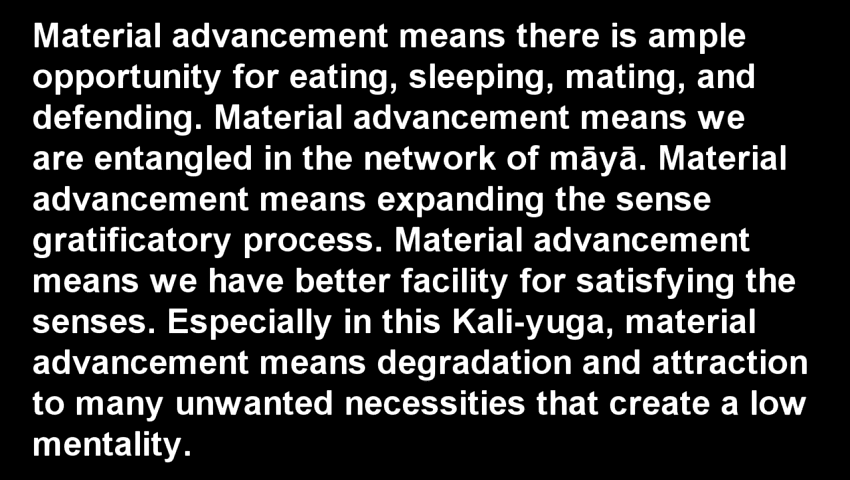 Material advancement means there is ample
opportunity for eating, sleeping, mating, and
defending. Material advancement means we
are entangled in the network of māyā. Material
advancement means expanding the sense
gratificatory process. Material advancement
means we have better facility for satisfying the
senses. Especially in this Kali-yuga, material
advancement means degradation and attraction
to many unwanted necessities that create a low
mentality.